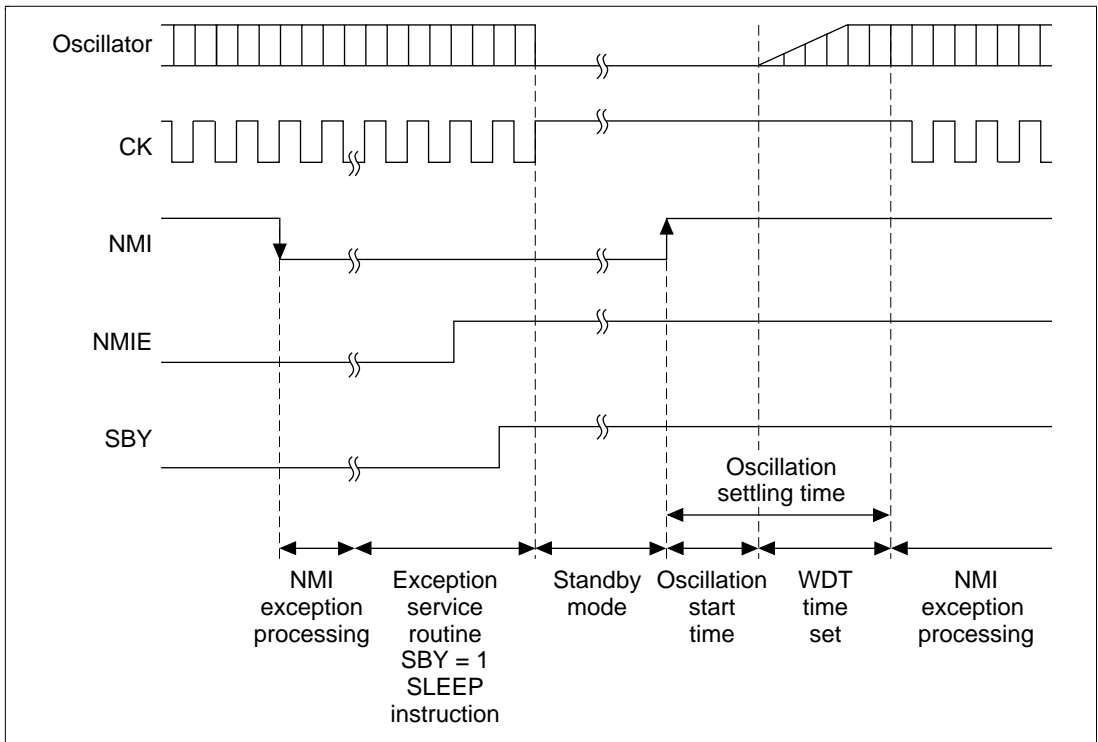 Oscillator
CK
NMI
NMIE
SBY
Oscillation
settling time
NMI
exception
processing
Exception
service
routine
SBY = 1
SLEEP
instruction
Standby
mode
Oscillation
start
time
WDT
time
set
NMI
exception
processing